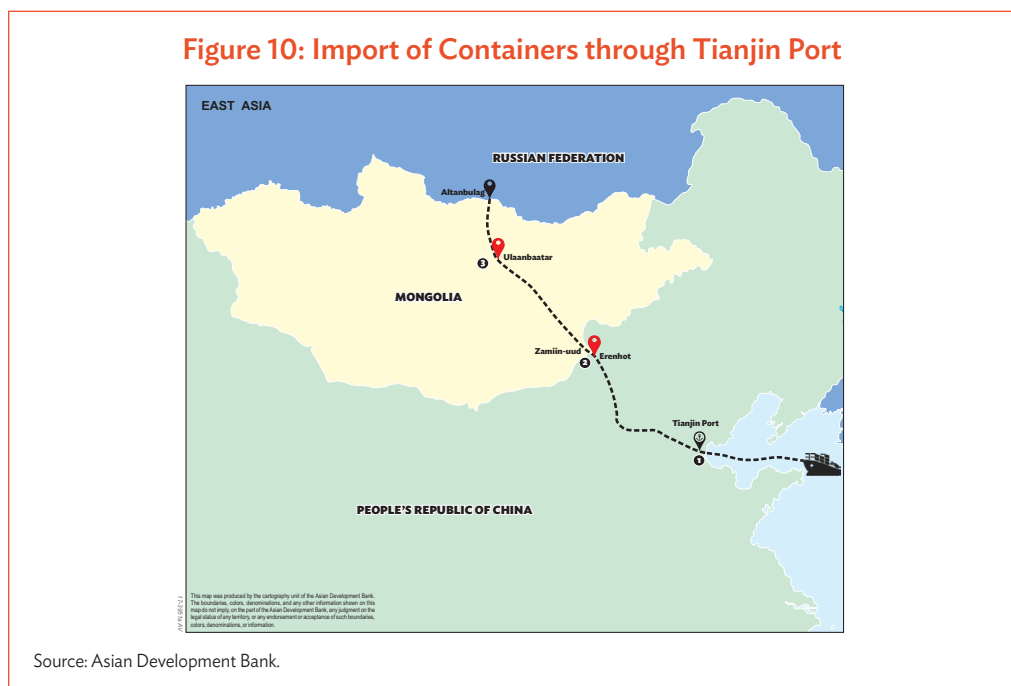 Figure 10: Import of Containers through Tianjin Port
EAST ASIA
RUSSIAN FEDERATION
Altanbulag
Ulaanbaatar
3
MONGOLIA
Zamiin-uud
Erenhot
2
Tianjin Port
1
PEOPLE'S REPUBLIC OF CHINA
This map was produced by the cartography unit of the Asian Development Bank.
The boundaries, colors, denominations, and any other information shown on this
map do not imply, on the part of the Asian Development Bank, any judgment on the
legal status of any territory, or any endorsement or acceptance of such boundaries,
colors, denominations, or information.
Source: Asian Development Bank.